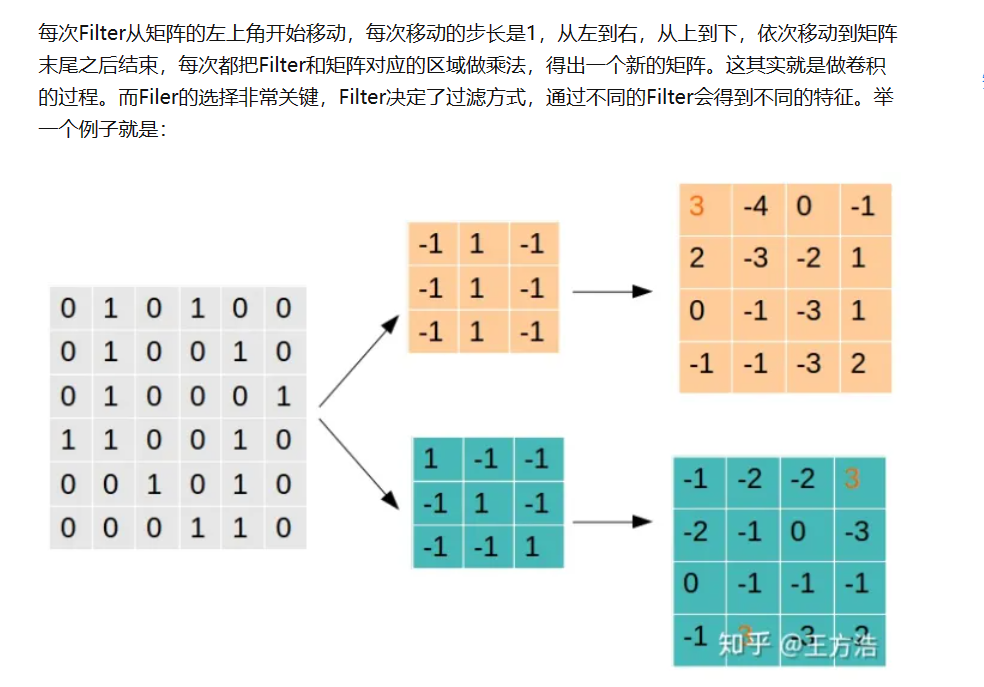 每次Filter从矩阵的左上角开始移动，每次移动的步长是1，从左到右，从上到下，依次移动到矩阵
末尾之后结束，每次都把Filter和矩阵对应的区域做乘法，得出一个新的矩阵。这其实就是做卷积
的过程。而Filer的选择非常关键，Filter决定了过滤方式，通过不同的Filter会得到不同的特征。举
一个例子就是：
0 1 0 1 0 0
0 1 0 0 1 0
0 1 0 0 0 1
1 1 0 0 1 0
0 0 1 0 1 0
0 0 0 1 1 0
-1 1 -1
-1 1 -1
-1 1 -1
3 -4 0 -1
2 -3 -2 1
0 -1 -3 1
-1 -1 -3 2
1 -1 -1
-1 1 -1
-1 -1 1
-1 -2 -2 3
-2 -1 0 -3
0 -1 -1 -1
-1 3 -3
知乎 @王方浩